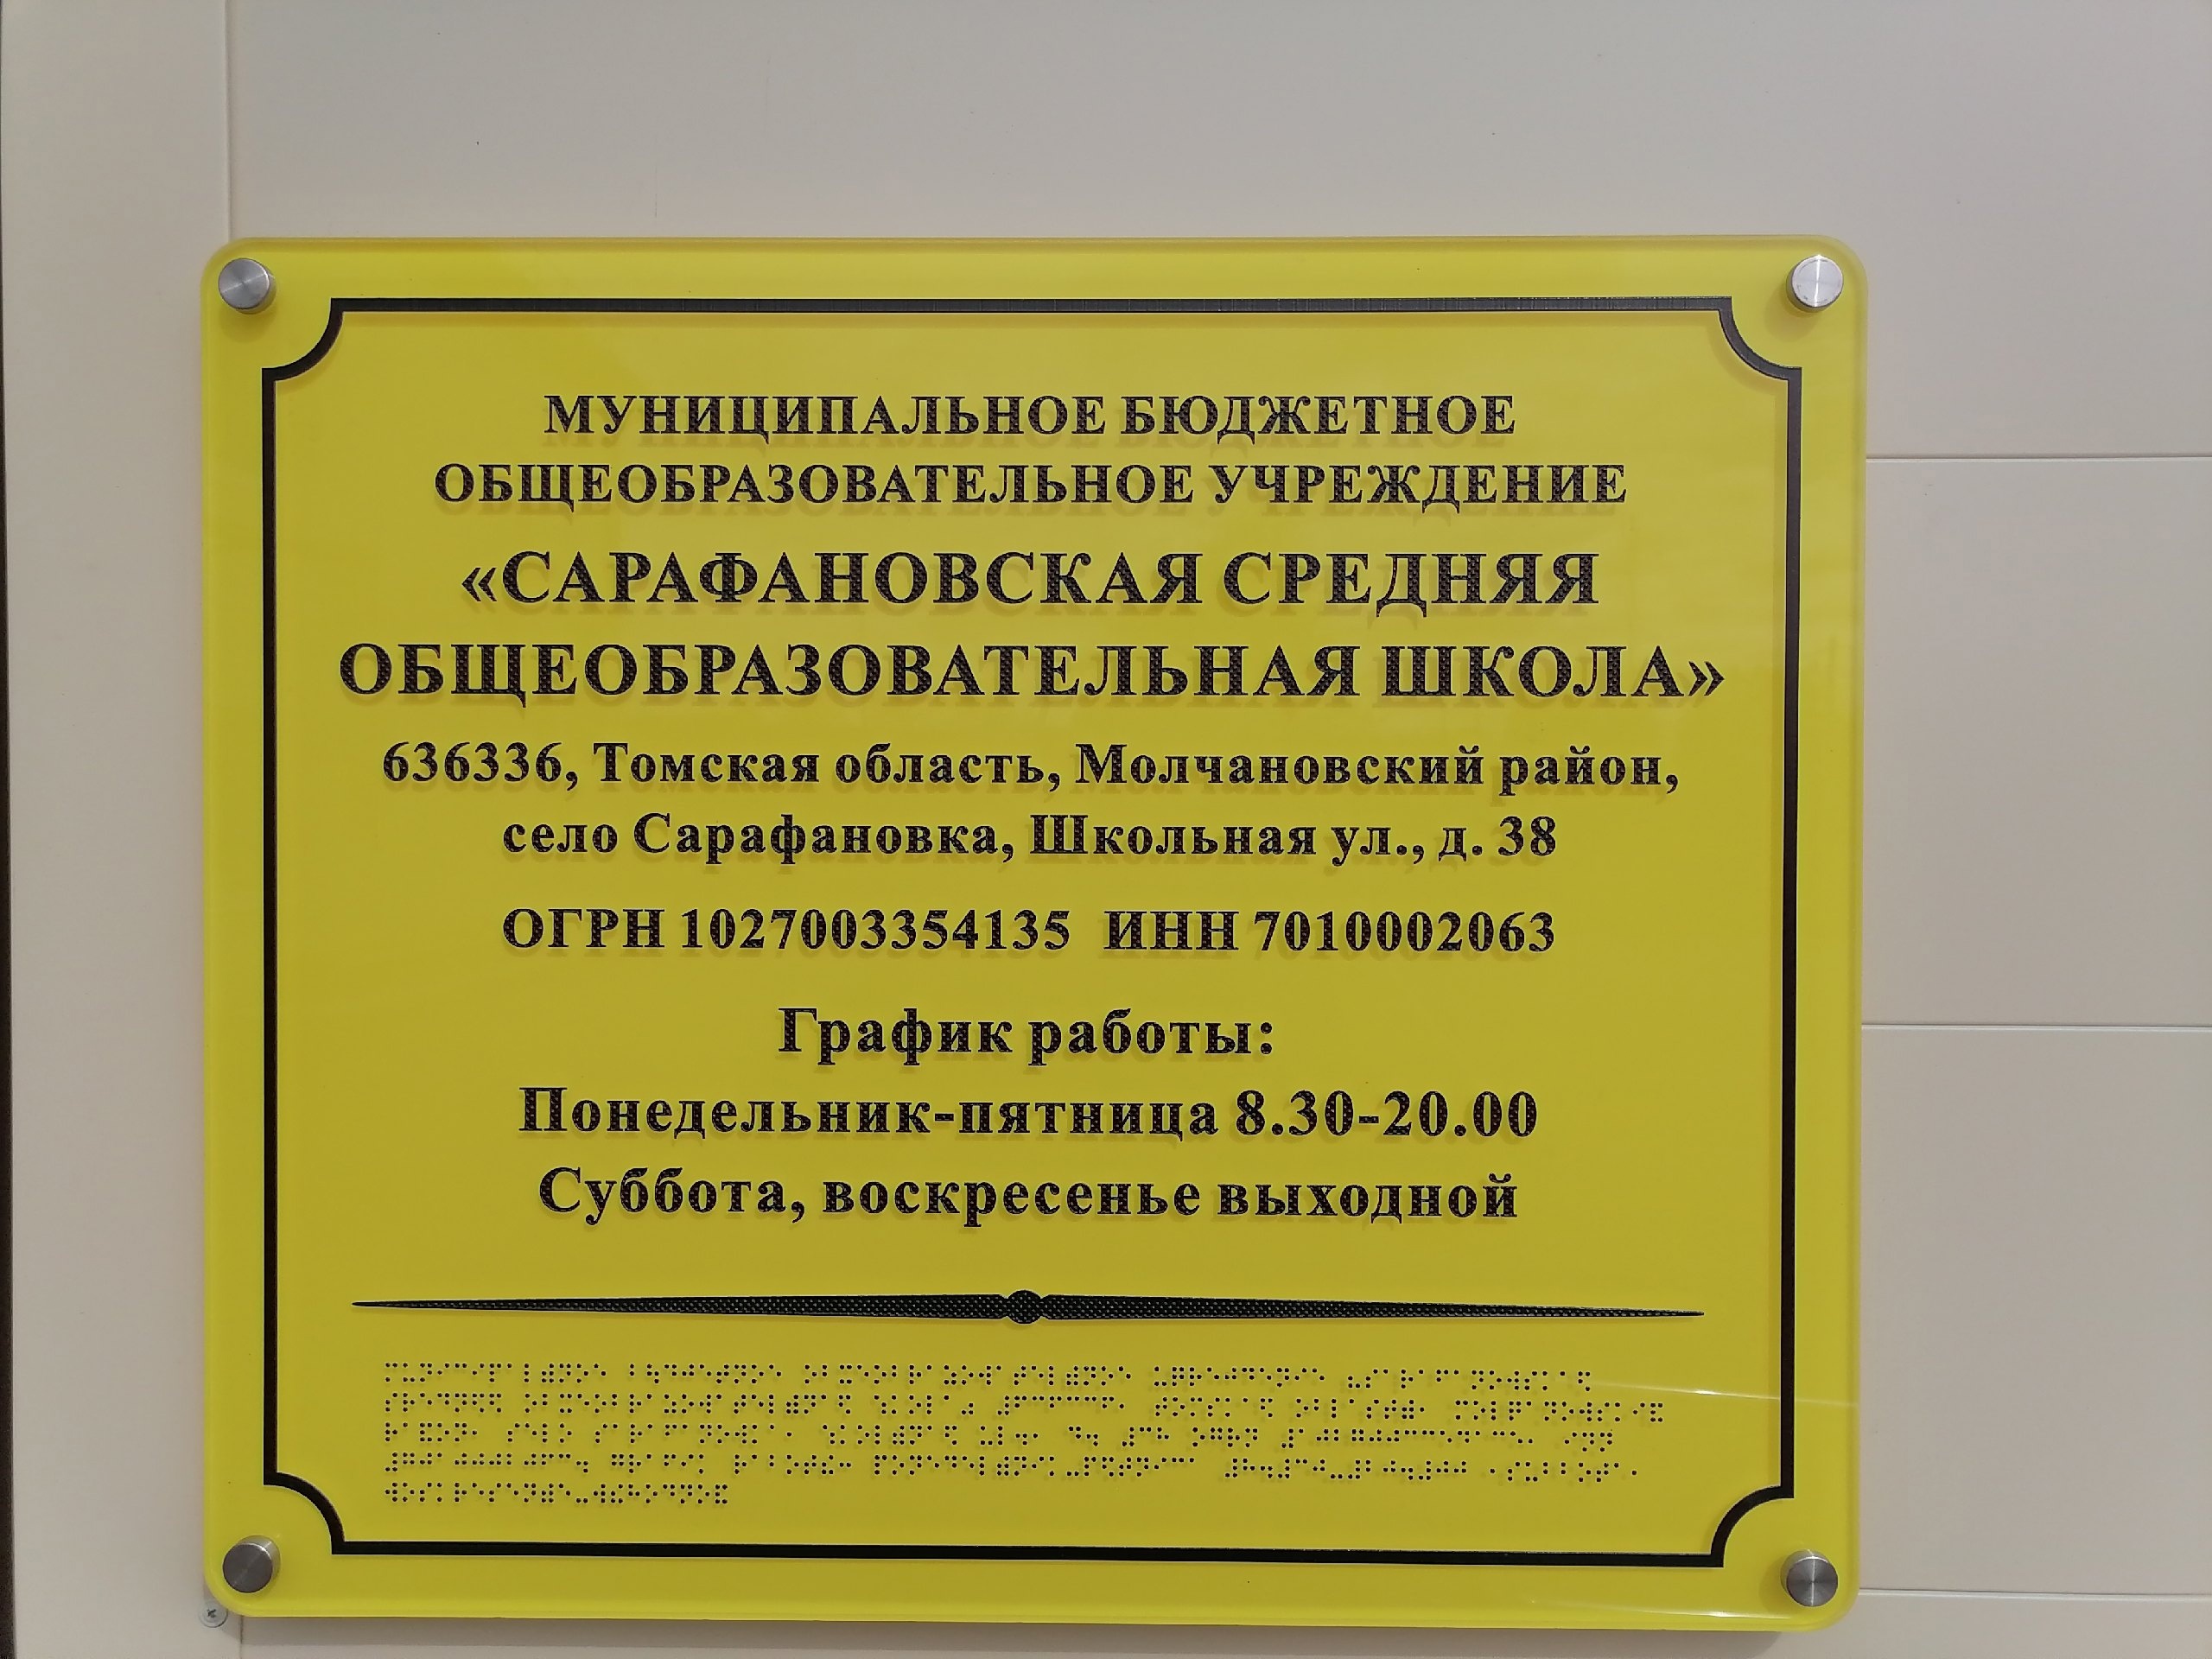 МУНИЦИПАЛЬНОЕ БЮДЖЕТНОЕ
ОБЩЕОБРАЗОВАТЕЛЬНОЕ УЧРЕЖДЕНИЕ
«САРАФАНОВСКАЯ СРЕДНЯЯ
ОБЩЕОБРАЗОВАТЕЛЬНАЯ ШКОЛА»
636336, Томская область, Молчановский район,
село Сарафановка, Школьная ул., д. 38
ОГРН 1027003354135 ИНН 7010002063
График работы:
Понедельник-пятница 8.30-20.00
Суббота, воскресенье выходной